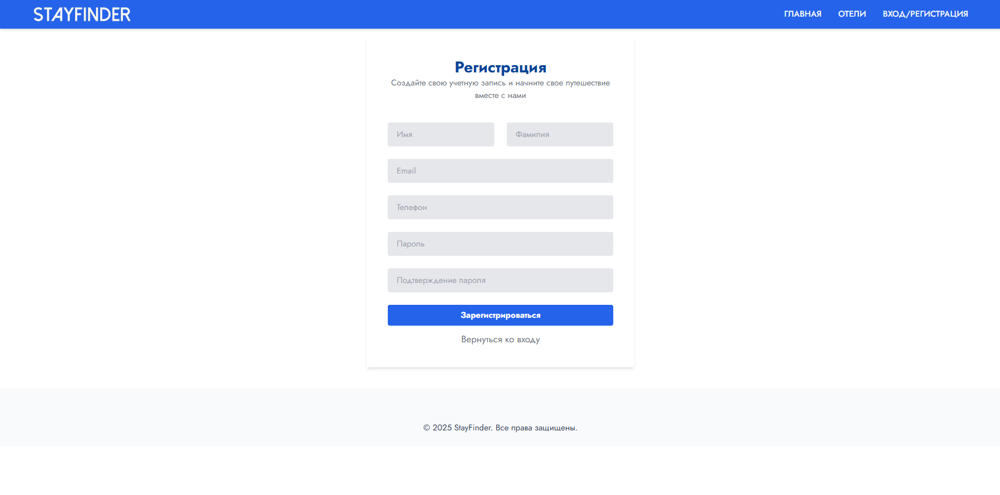 STAYFINDER
ГЛАВНАЯ ОТЕЛИ ВХОД/РЕГИСТРАЦИЯ
Регистрация
Создайте свою учетную запись и начните свое путешествие
вместе с нами
Имя Фамилия
Email
Телефон
Пароль
Подтверждение пароля
Зарегистрироваться
Вернуться ко входу
© 2025 StayFinder. Все права защищены.